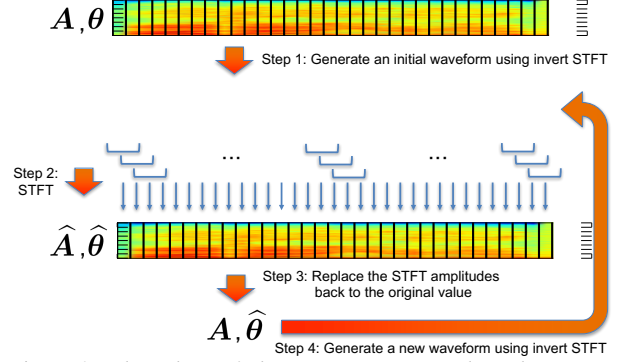 A,θ
Step 1: Generate an initial waveform using invert STFT
... ...
Step 2:
STFT
Â,θ̂
Step 3: Replace the STFT amplitudes
back to the original value
A,θ̂
Step 4: Generate a new waveform using invert STFT